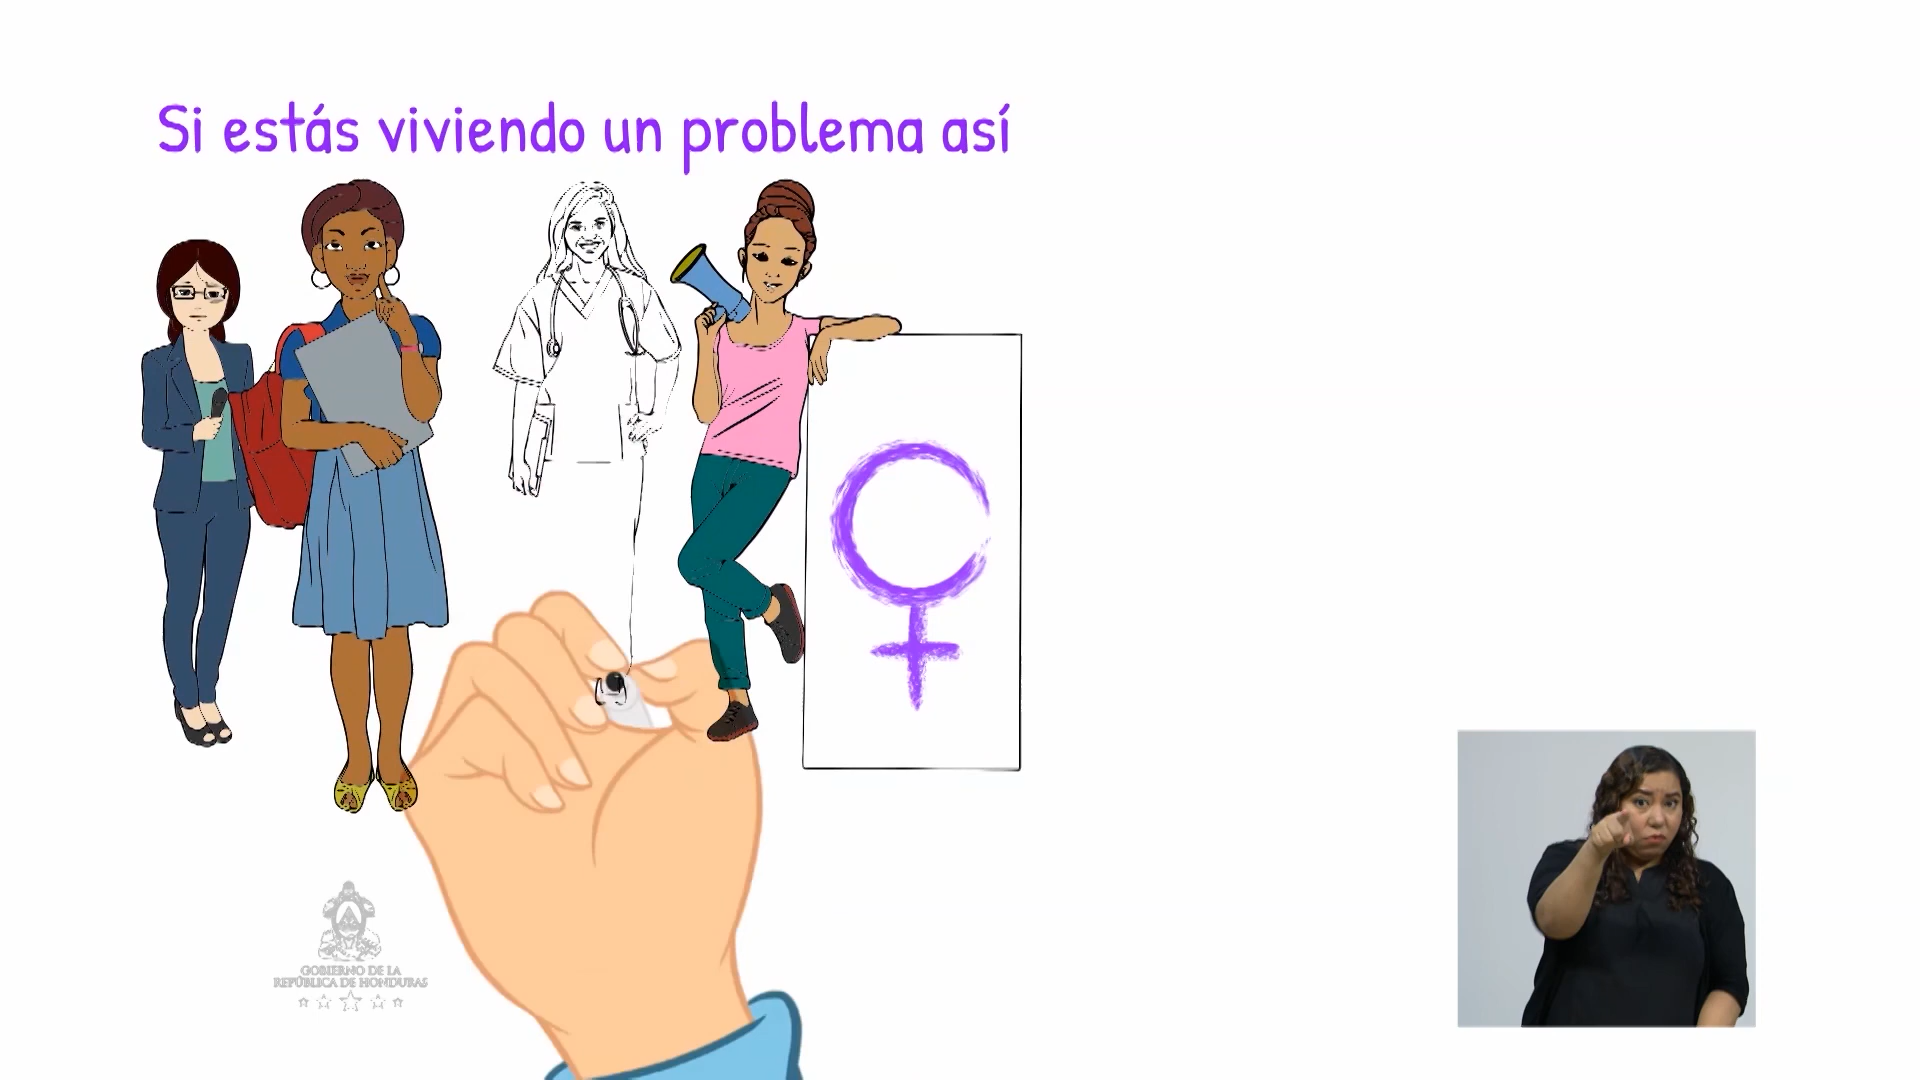 Si estás viviendo un problema así
GOBIERNO DE LA
REPÚBLICA DE HONDURAS